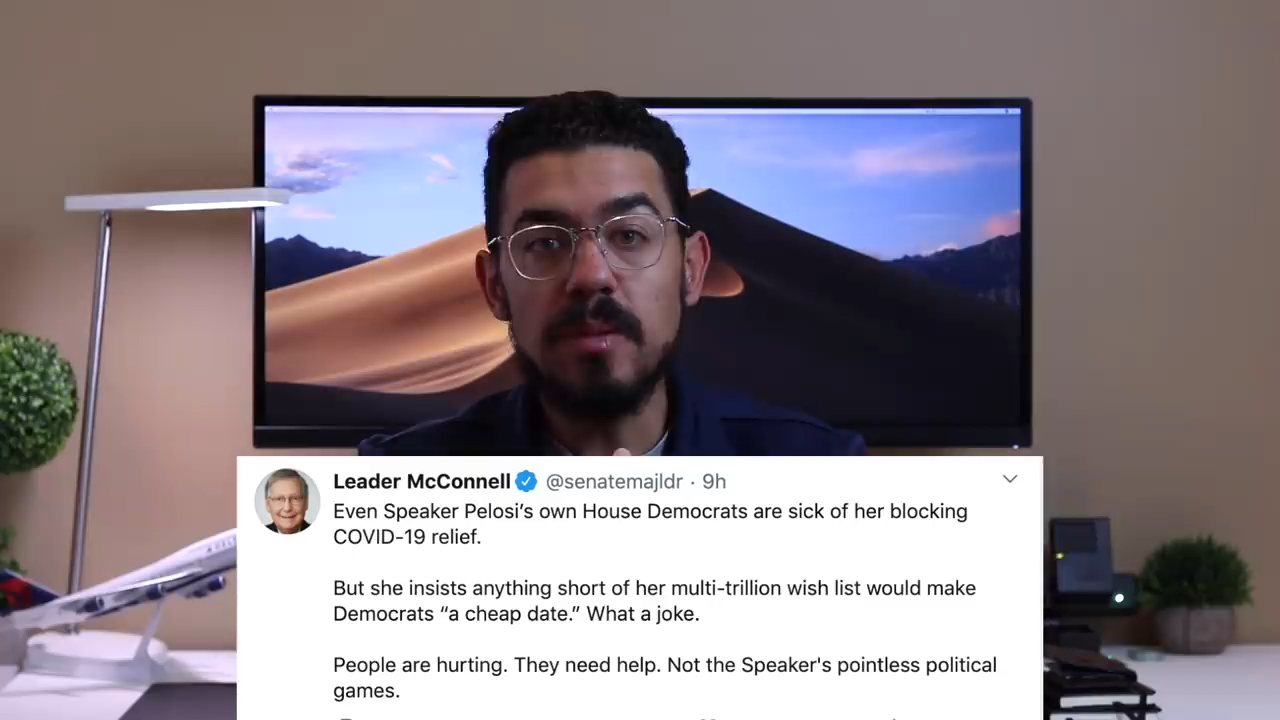 Leader McConnell @senatemajldr · 9h
Even Speaker Pelosi's own House Democrats are sick of her blocking
COVID-19 relief.
But she insists anything short of her multi-trillion wish list would make
Democrats “a cheap date.” What a joke.
People are hurting. They need help. Not the Speaker's pointless political
games.